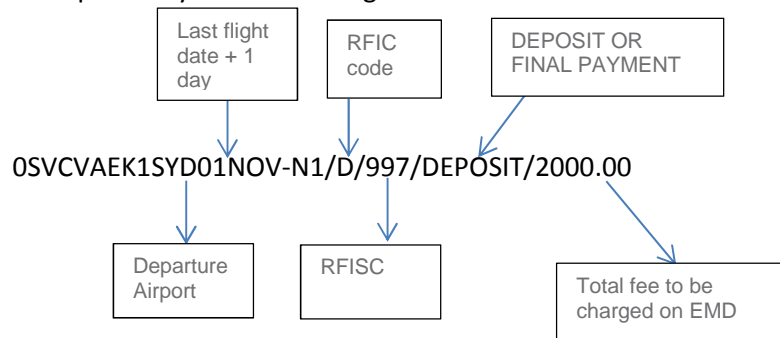 Last flight
date + 1
day
RFIC
code
DEPOSIT OR
FINAL PAYMENT
0SVCVAEK1SYD01NOV-N1/D/997/DEPOSIT/2000.00
Departure
Airport
RFISC
Total fee to be
charged on EMD